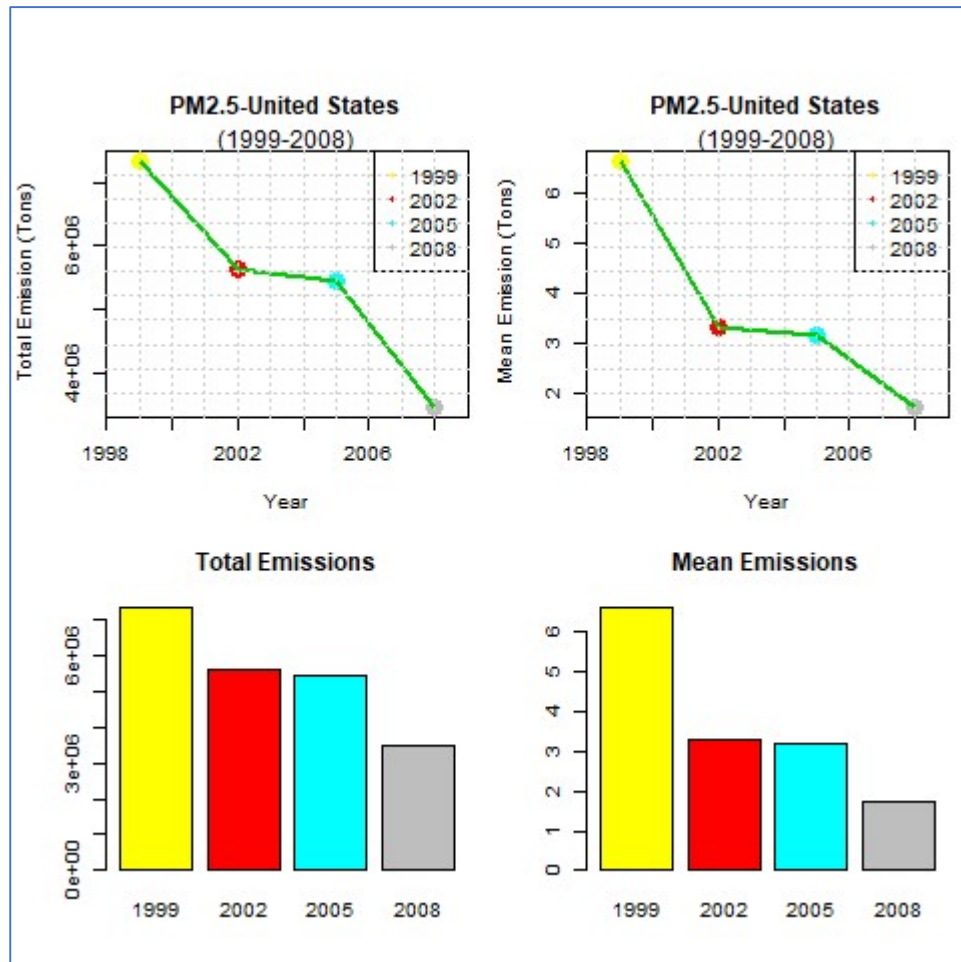 PM2.5-United States
(1999-2008)
Total Emission (Tons)
4e+06
6e+06
1999
2002
2005
2008
1998
2002
2006
Year
PM2.5-United States
(1999-2008)
Mean Emission (Tons)
6
5
4
3
2
1999
2002
2005
2008
1998
2002
2006
Year
Total Emissions
6e+06
3e+06
0e+00
1999 2002 2005 2008
Mean Emissions
6
5
4
3
2
1
0
1999 2002 2005 2008